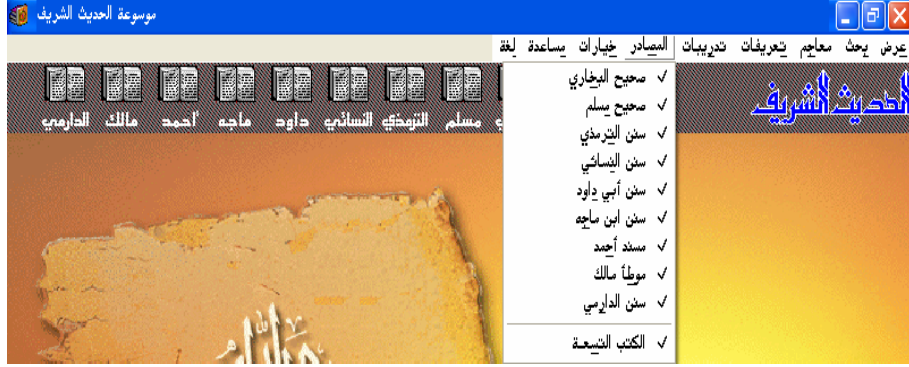 موسوعة الحديث الشريف
عرض بحث معاجم تعريفات تدريبات المصادر خيارات مساعدة لغة
الحديث الشريف
مسلم الترمذي النسائي داود ماجه أحمد مالك الدارمي
✓ صحيح البخاري
✓ صحيح مسلم
✓ سنن الترمذي
✓ سنن النسائي
✓ سنن أبي داود
✓ سنن ابن ماجه
✓ مسند أحمد
✓ موطأ مالك
✓ سنن الدارمي
✓ الكتب التسعة